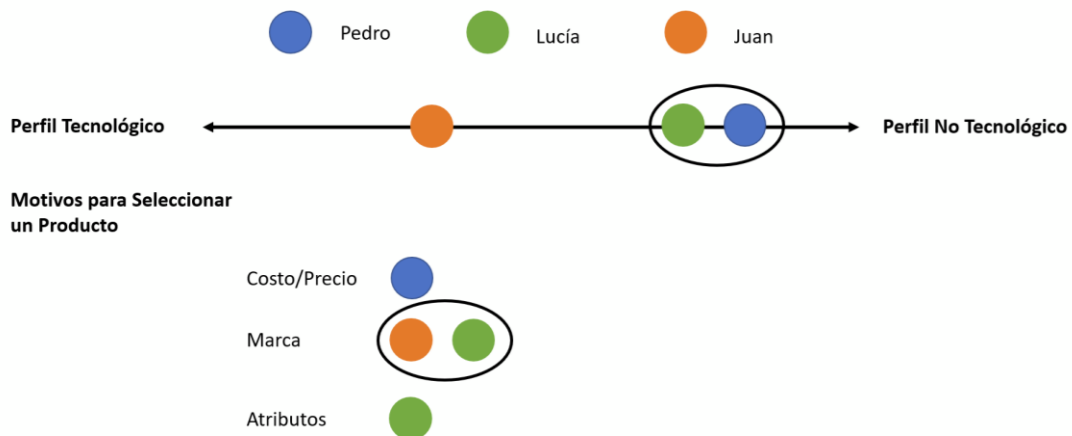 Pedro
Lucía
Juan
Perfil Tecnológico
Perfil No Tecnológico
Motivos para Seleccionar
un Producto
Costo/Precio
Marca
Atributos